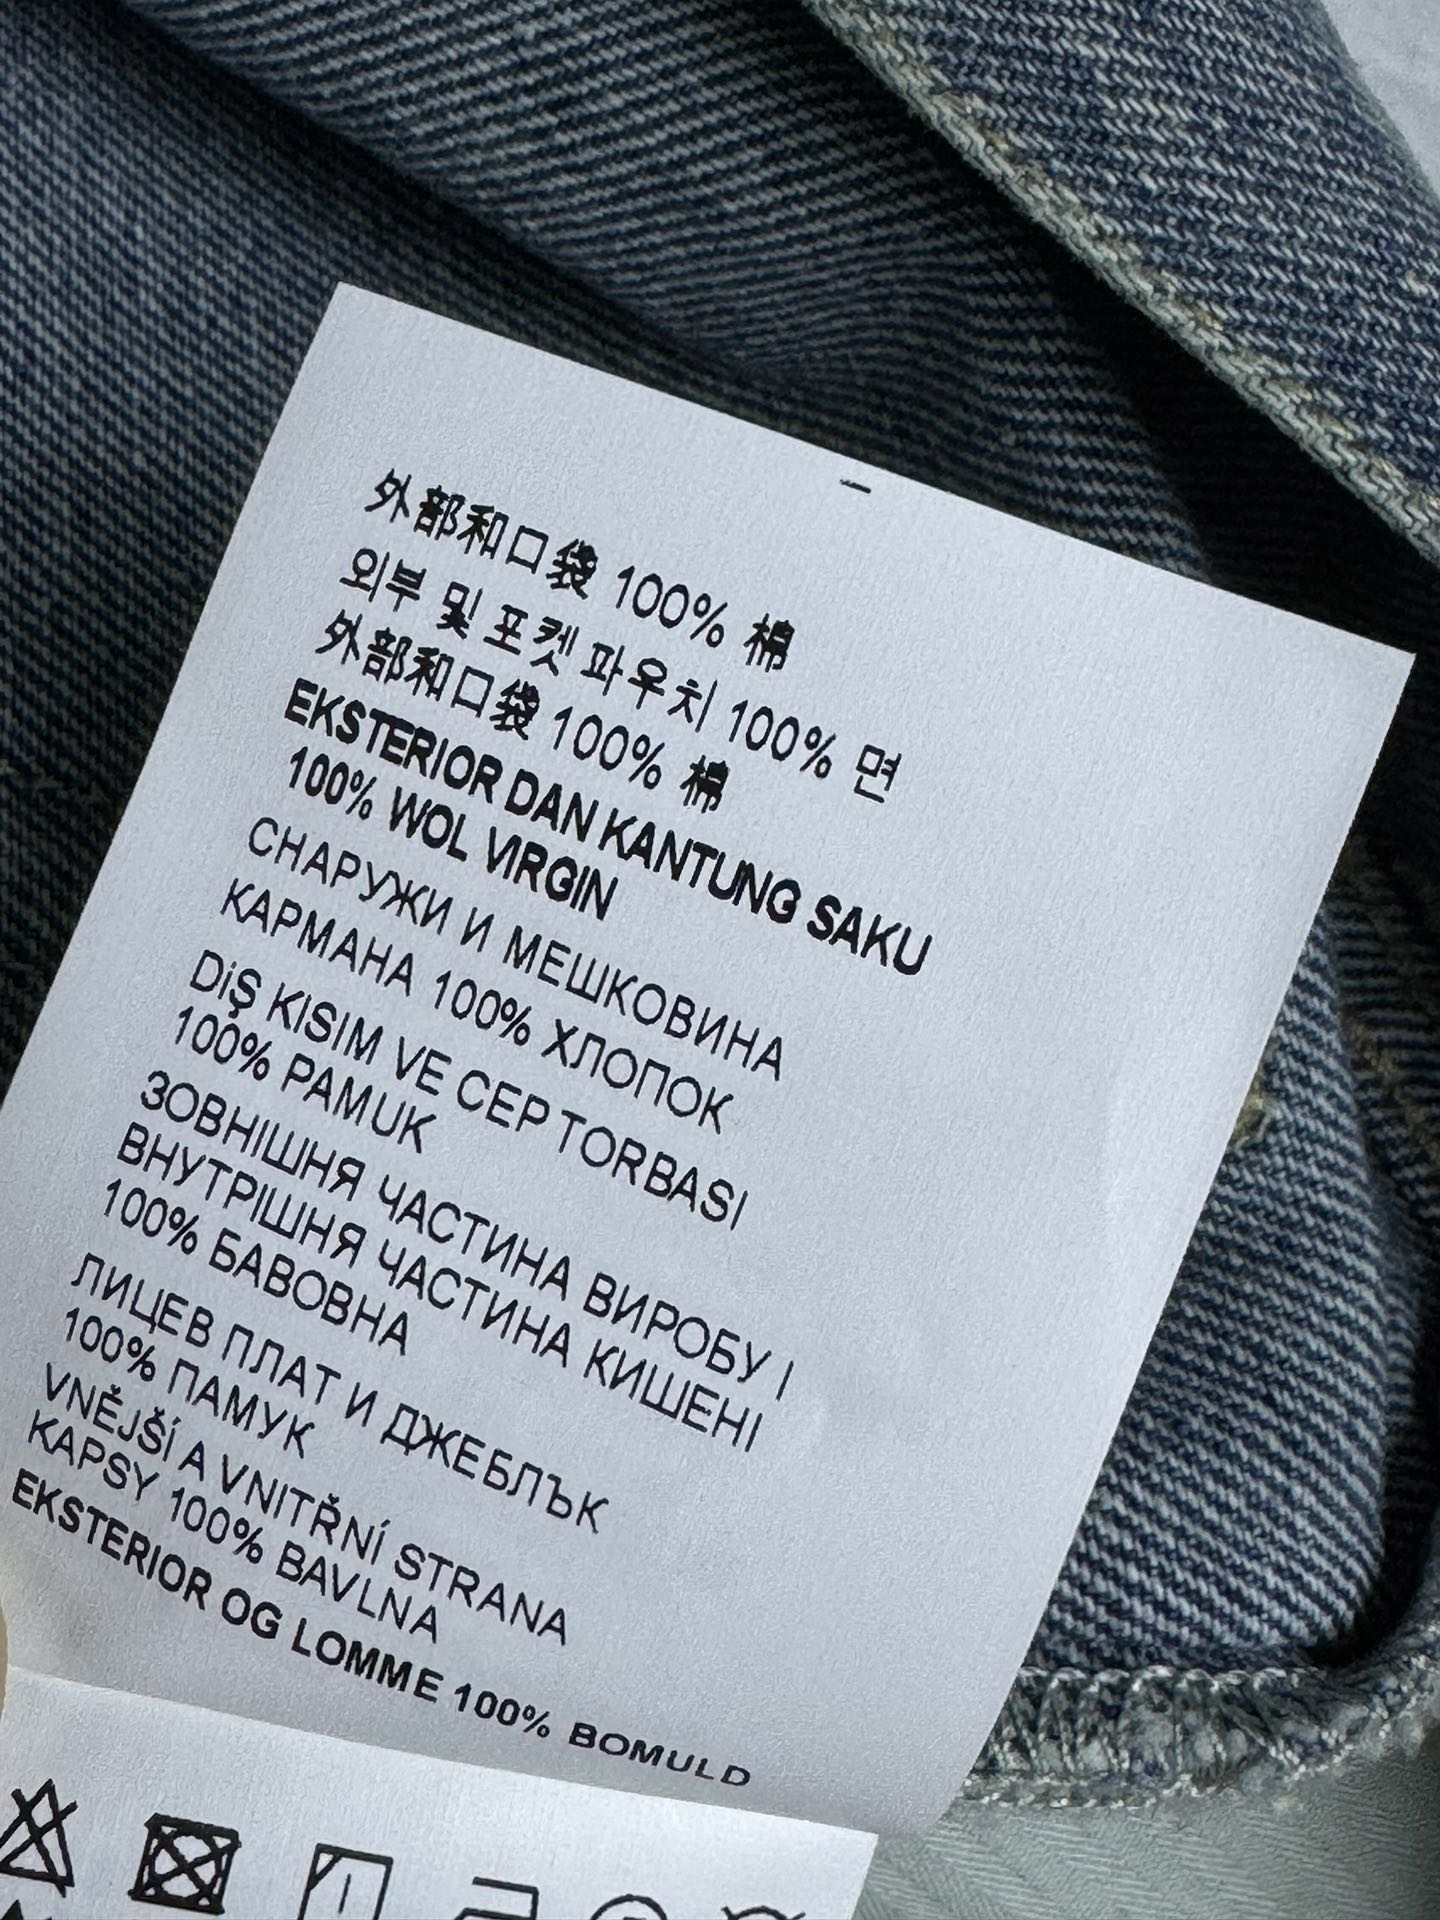 外部和口袋 100% 棉
외부 및 포켓 파우치 100% 면
外部和口袋 100% 棉
EKSTERIOR DAN KANTUNG SAKU
100% WOL VIRGIN
СНАРУЖИ И МЕШКОВИНА
КАРМАНА 100% ХЛОПОК
DİŞ KISIM VE CEP TORBASI
100% PAMUK
ЗОВНІШНЯ ЧАСТИНА ВИРОБУ І
ВНУТРІШНЯ ЧАСТИНА КИШЕНІ
100% БАВОВНА
ЛИЦЕВ ПЛАТ И ДЖЕБЛЪК
100% ПАМУК
VNĚJŠÍ A VNITŘNÍ STRANA
KAPSY 100% BAVLNA
EKSTERIOR OG LOMME 100% BOMULD